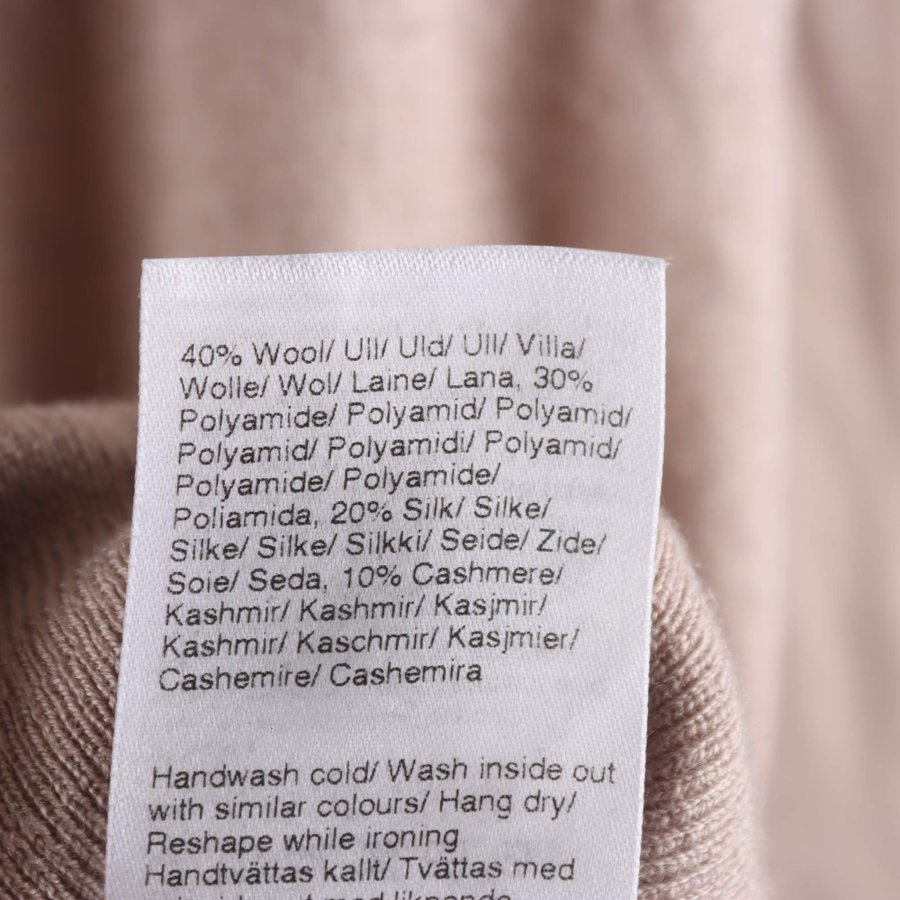 40% Wool/ Ull/ Uld/ Ull/ Villa/
Wolle/ Wol/ Laine/ Lana, 30%
Polyamide/ Polyamid/ Polyamid/
Polyamid/ Polyamidi/ Polyamid/
Polyamide/ Polyamide/
Poliamida, 20% Silk/ Silke/
Silke/ Silke/ Silkki/ Seide/ Zide/
Soie/ Seda, 10% Cashmere/
Kashmir/ Kashmir/ Kasjmir/
Kashmir/ Kaschmir/ Kasjmier/
Cashemire/ Cashemira
Handwash cold/ Wash inside out
with similar colours/ Hang dry/
Reshape while ironing
Handtvättas kallt/ Tvättas med
med liknande